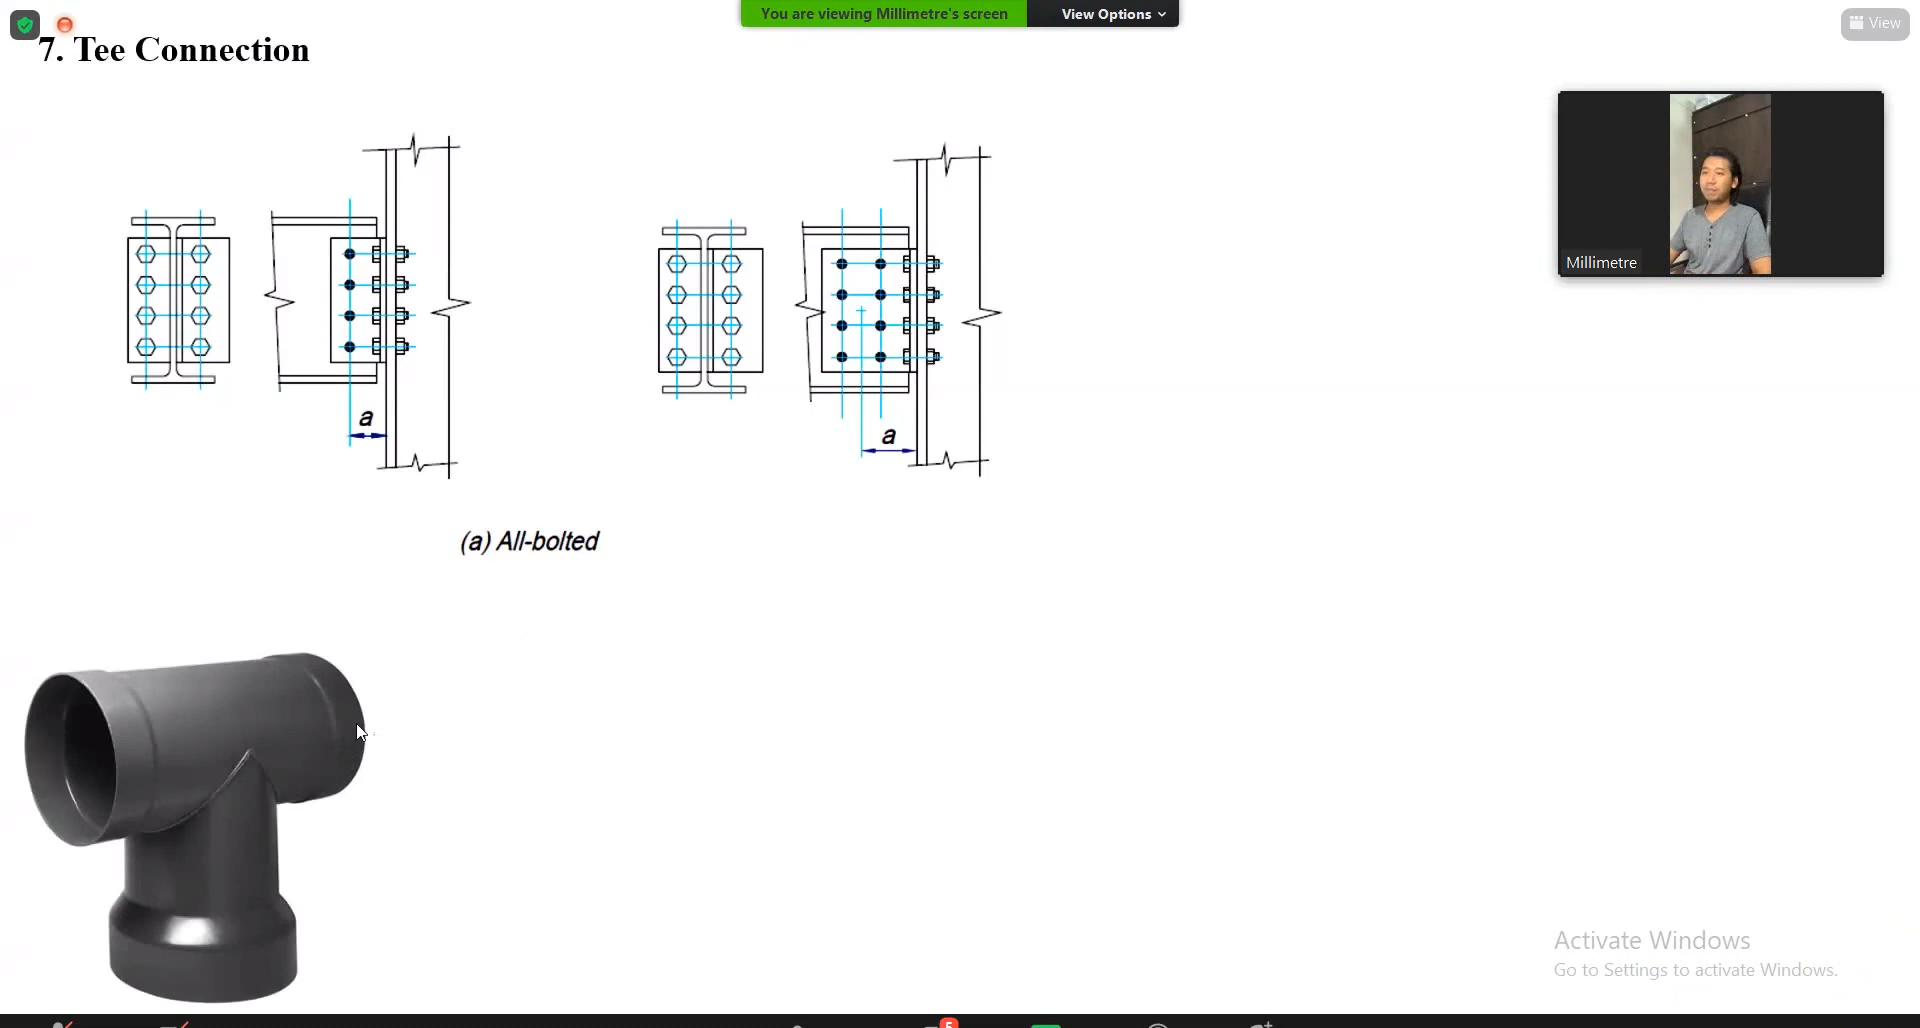 You are viewing Millimetre's screen
View Options
View
7. Tee Connection
Millimetre
a
a
(a) All-bolted
Activate Windows
Go to Settings to activate Windows.
5